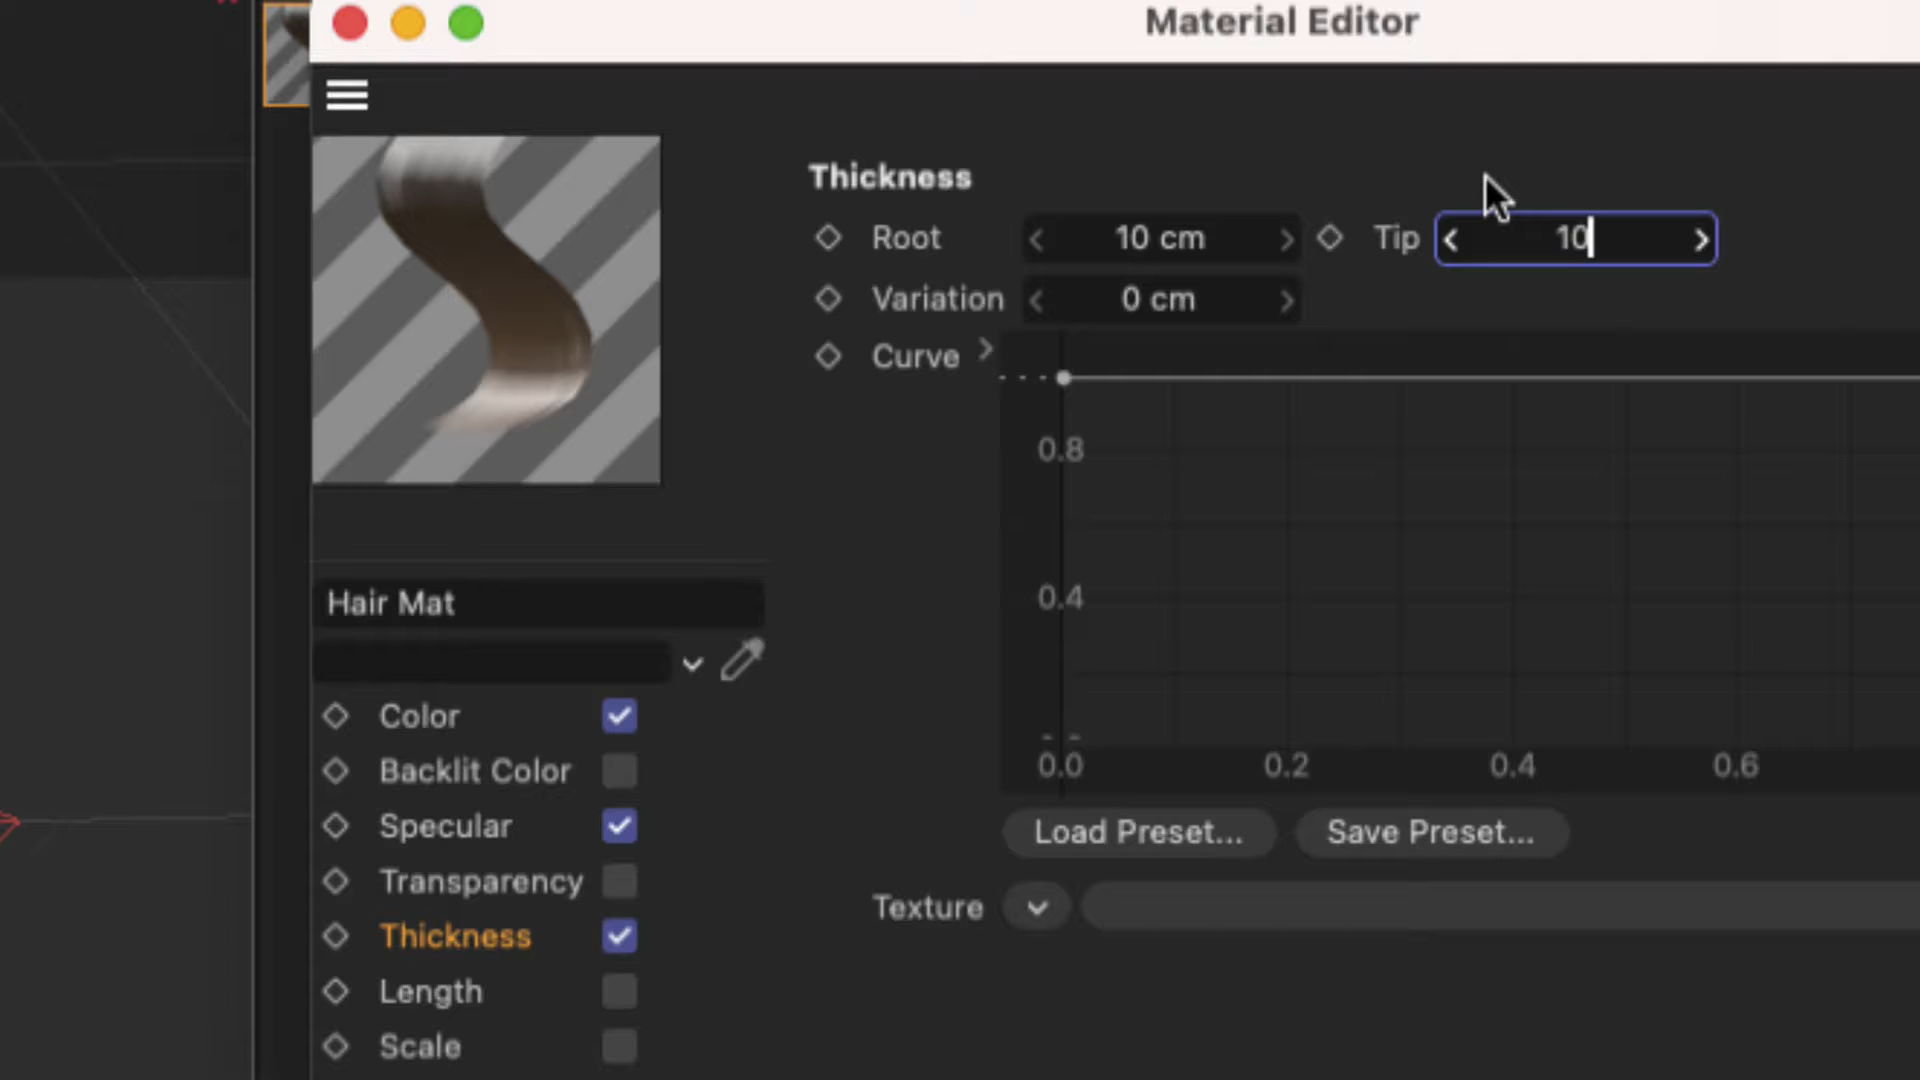 Material Editor
Thickness
Root 10 cm Tip 10
Variation 0 cm
Curve
0.8
0.4
0.0 0.2 0.4 0.6
Load Preset... Save Preset...
Texture
Hair Mat
Color
Backlit Color
Specular
Transparency
Thickness
Length
Scale